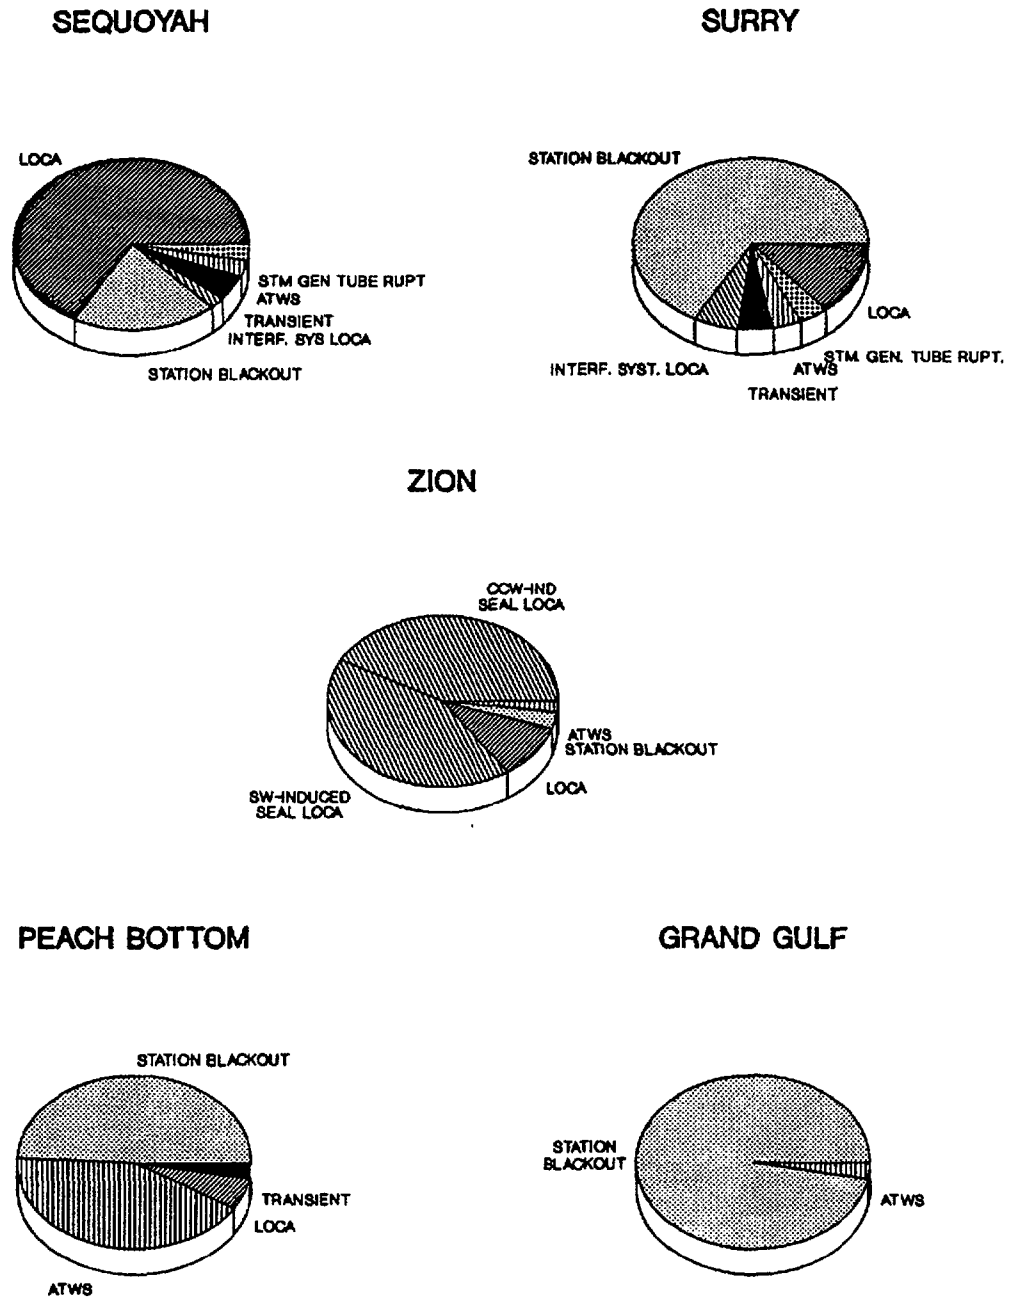 SEQUOYAH
SURRY
LOCA
STATION BLACKOUT
STM GEN TUBE RUPT
ATWS
TRANSIENT
INTERF. SYS LOCA
STATION BLACKOUT
LOCA
STM. GEN. TUBE RUPT.
ATWS
INTERF. SYST. LOCA
TRANSIENT
ZION
CCW-IND
SEAL LOCA
ATWS
STATION BLACKOUT
LOCA
SW-INDUCED
SEAL LOCA
PEACH BOTTOM
GRAND GULF
STATION BLACKOUT
TRANSIENT
LOCA
ATWS
STATION
BLACKOUT
ATWS